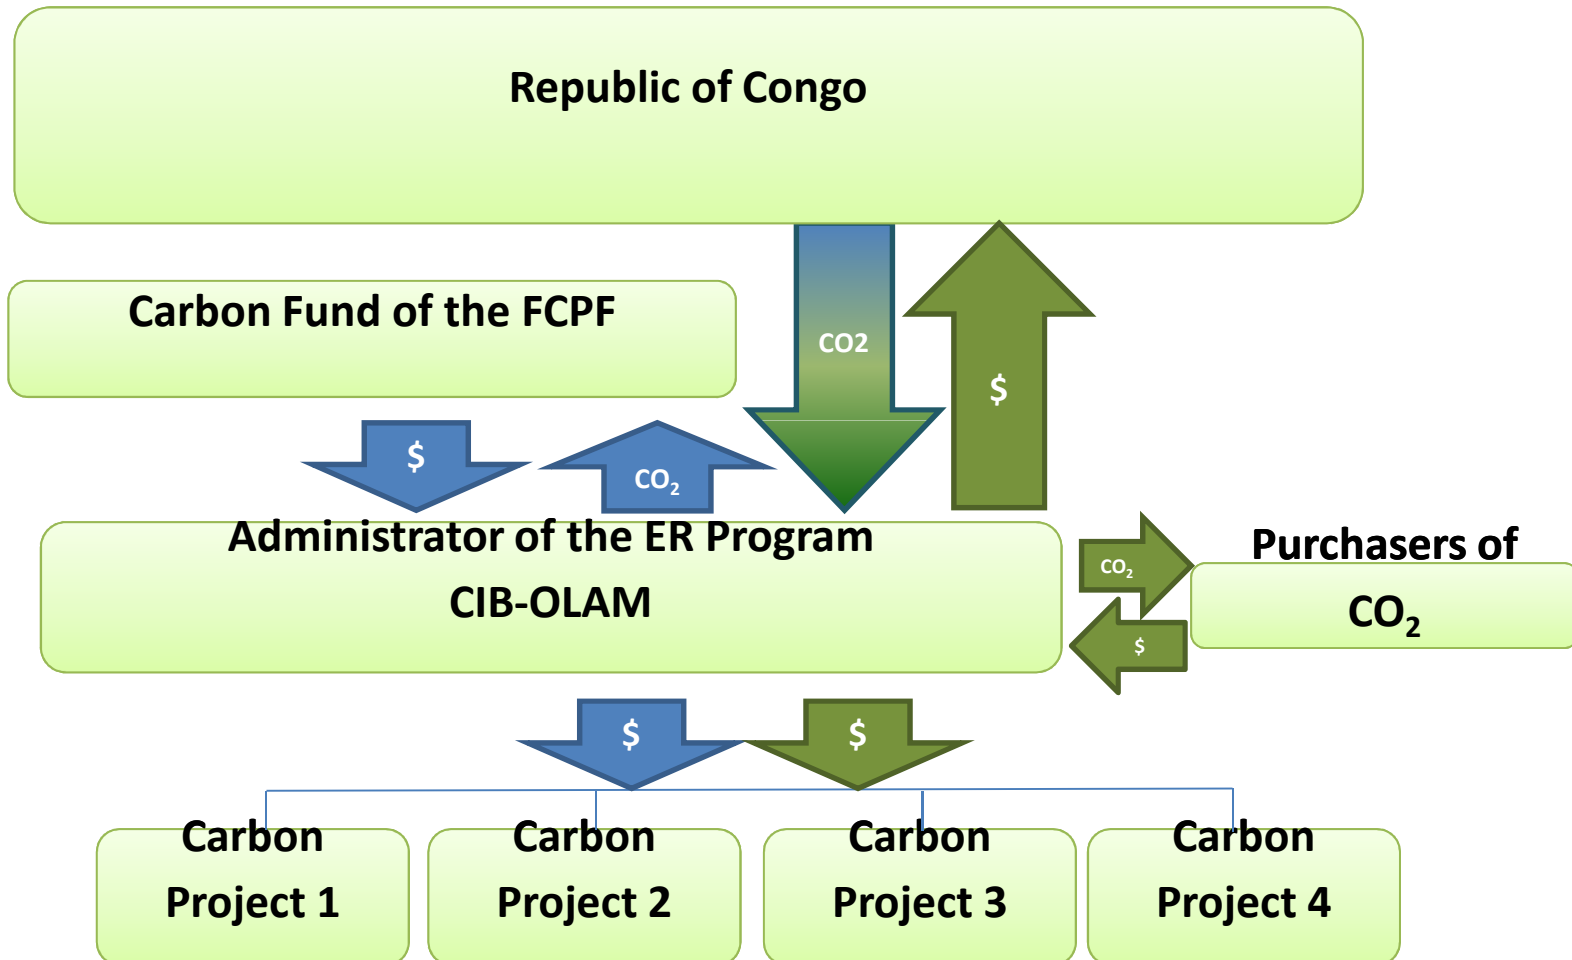 Republic of Congo
Carbon Fund of the FCPF
CO2
$
$
CO₂
Administrator of the ER Program
CIB-OLAM
CO₂
$
Purchasers of
CO₂
$
$
Carbon
Project 1
Carbon
Project 2
Carbon
Project 3
Carbon
Project 4